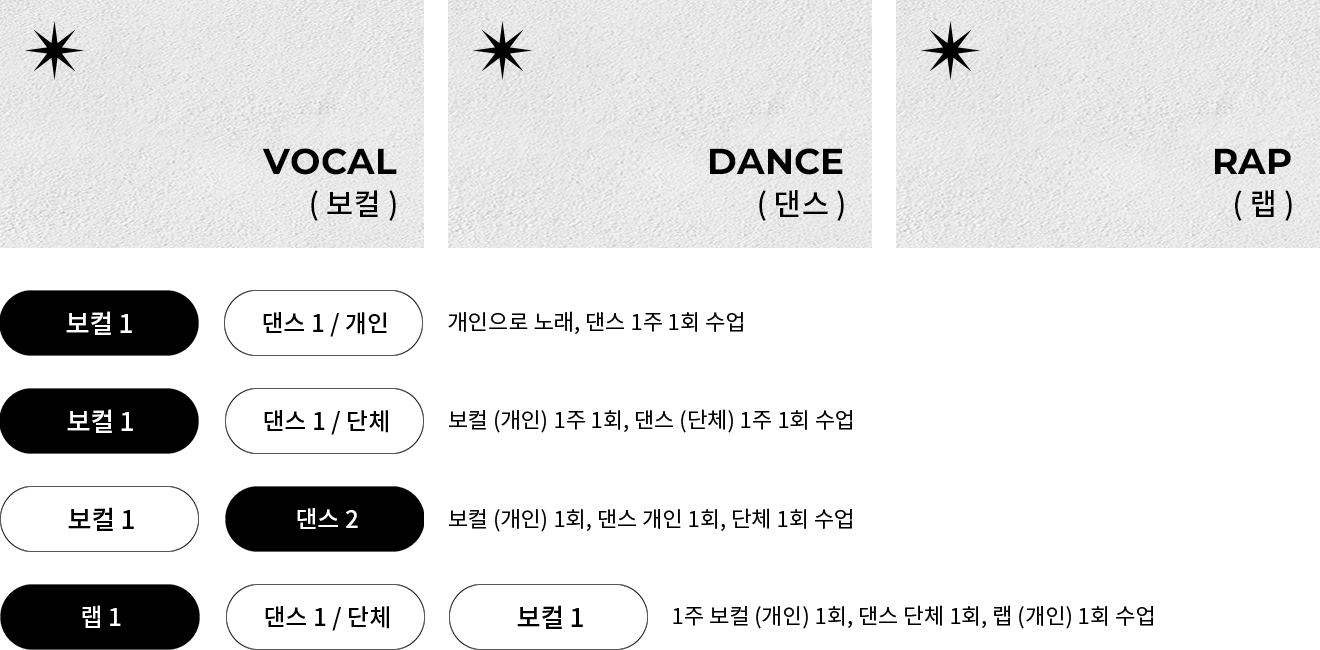 VOCAL
( 보컬 )
DANCE
( 댄스 )
RAP
( 랩 )
보컬 1
댄스 1 / 개인
개인으로 노래, 댄스 1주 1회 수업
보컬 1
댄스 1 / 단체
보컬 (개인) 1주 1회, 댄스 (단체) 1주 1회 수업
보컬 1
댄스 2
보컬 (개인) 1회, 댄스 개인 1회, 단체 1회 수업
랩 1
댄스 1 / 단체
보컬 1
1주 보컬 (개인) 1회, 댄스 단체 1회, 랩 (개인) 1회 수업